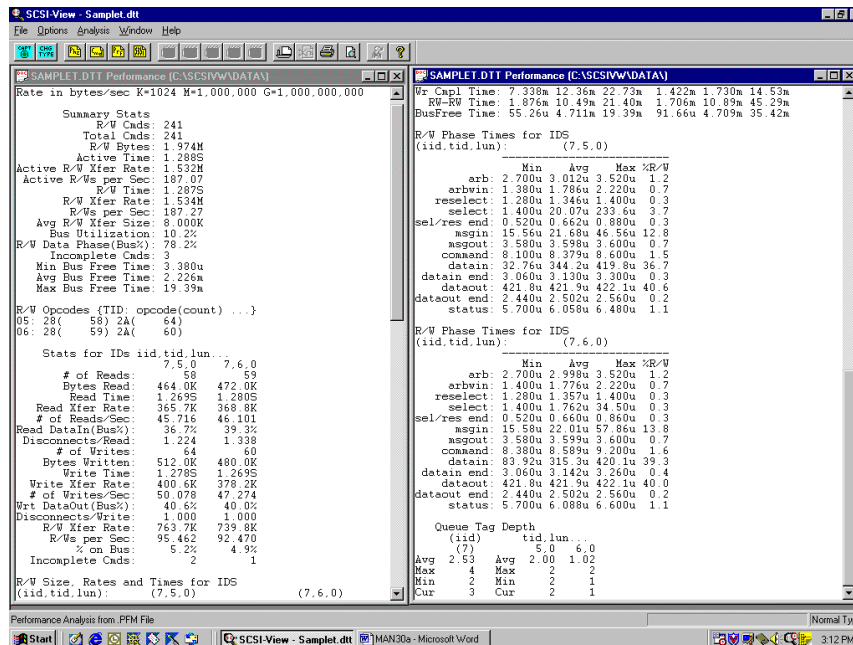 SCSI-View - Samplet.dtt
File Options Analysis Window Help
SAMPLET.DTT Performance (C:\SCSIVW\DATA\)
Rate in bytes/sec K=1024 M=1,000,000 G=1,000,000,000
Summary Stats
R/W Cmds: 241
Total Cmds: 241
R/W Bytes: 1.974M
Active Time: 1.288S
Active R/W Xfer Rate: 1.532M
Active R/Ws per Sec: 187.07
R/W Time: 1.287S
R/W Xfer Rate: 1.534M
R/Ws per Sec: 187.27
Avg R/W Xfer Size: 8.000K
Bus Utilization: 10.2%
R/W Data Phase(Bus%): 78.2%
Incomplete Cmds: 3
Min Bus Free Time: 3.380u
Avg Bus Free Time: 2.226m
Max Bus Free Time: 19.39m
R/W Opcodes {TID: opcode(count) ...}
05: 28( 58) 2A( 64)
06: 28( 59) 2A( 60)
Stats for IDs iid,tid,lun...
7,5,0 7,6,0
# of Reads: 58 59
Bytes Read: 464.0K 472.0K
Read Time: 1.269S 1.280S
Read Xfer Rate: 365.7K 368.8K
# of Reads/Sec: 45.716 46.101
Read DataIn(Bus%): 36.7% 39.3%
Disconnects/Read: 1.224 1.338
# of Writes: 64 60
Bytes Written: 512.0K 480.0K
Write Time: 1.278S 1.269S
Write Xfer Rate: 400.6K 378.2K
# of Writes/Sec: 50.078 47.274
Wrt DataOut(Bus%): 40.6% 40.0%
Disconnects/Write: 1.000 1.000
R/W Xfer Rate: 763.7K 739.8K
R/Ws per Sec: 95.462 92.470
% on Bus: 5.2% 4.9%
Incomplete Cmds: 2 1
R/W Size, Rates and Times for IDS
(iid,tid,lun): (7,5,0) (7,6,0)
SAMPLET.DTT Performance (C:\SCSIVW\DATA\)
Wr Cmpl Time: 7.338m 12.36m 22.73m 1.422m 1.730m 14.53m
RW-RW Time: 1.876m 10.49m 21.40m 1.706m 10.89m 45.29m
BusFree Time: 55.26u 4.711m 19.39m 91.66u 4.709m 35.42m
R/W Phase Times for IDS
(iid,tid,lun): (7,5,0)
Min Avg Max %R/W
arb: 2.700u 3.012u 3.520u 1.2
arbwin: 1.380u 1.786u 2.220u 0.7
reselect: 1.280u 1.346u 1.400u 0.3
select: 1.400u 20.07u 233.6u 3.7
sel/res end: 0.520u 0.662u 0.880u 0.3
msgin: 15.56u 21.68u 46.56u 12.8
msgout: 3.580u 3.598u 3.600u 0.7
command: 8.100u 8.379u 8.600u 1.5
datain: 32.76u 344.2u 419.8u 36.7
datain end: 3.060u 3.130u 3.300u 0.3
dataout: 421.8u 421.9u 422.1u 40.6
dataout end: 2.440u 2.502u 2.560u 0.2
status: 5.700u 6.058u 6.480u 1.1
R/W Phase Times for IDS
(iid,tid,lun): (7,6,0)
Min Avg Max %R/W
arb: 2.700u 2.998u 3.520u 1.2
arbwin: 1.400u 1.776u 2.220u 0.7
reselect: 1.280u 1.357u 1.400u 0.3
select: 1.400u 1.762u 34.50u 0.3
sel/res end: 0.520u 0.660u 0.860u 0.3
msgin: 15.58u 22.01u 57.86u 13.8
msgout: 3.580u 3.599u 3.600u 0.7
command: 8.380u 8.589u 9.200u 1.6
datain: 83.92u 315.3u 420.1u 39.3
datain end: 3.060u 3.142u 3.260u 0.4
dataout: 421.8u 421.9u 422.1u 40.0
dataout end: 2.440u 2.502u 2.560u 0.2
status: 5.700u 6.088u 6.600u 1.1
Queue Tag Depth
(iid) tid,lun...
(7) 5,0 6,0
Avg 2.53 Avg 2.00 1.02
Max 4 Max 2 2
Min 2 Min 2 1
Cur 3 Cur 2 1
Performance Analysis from .PFM File
Normal Ty
Start SCSI-View - Samplet.dtt MAN30a - Microsoft Word 3:12 PM